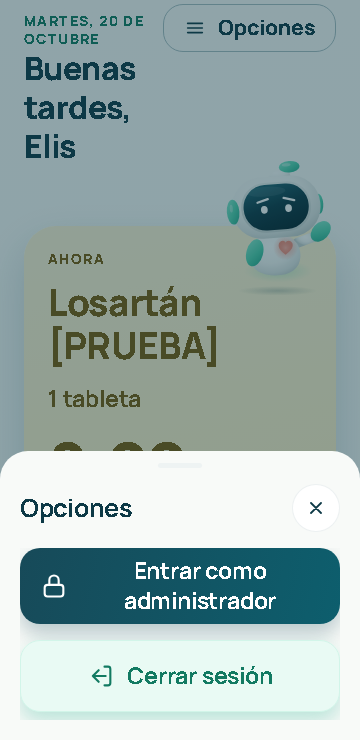 MARTES, 20 DE
OCTUBRE
Opciones
Buenas
tardes,
Elis
AHORA
Losartán
[PRUEBA]
1 tableta
Opciones
Entrar como
administrador
Cerrar sesión